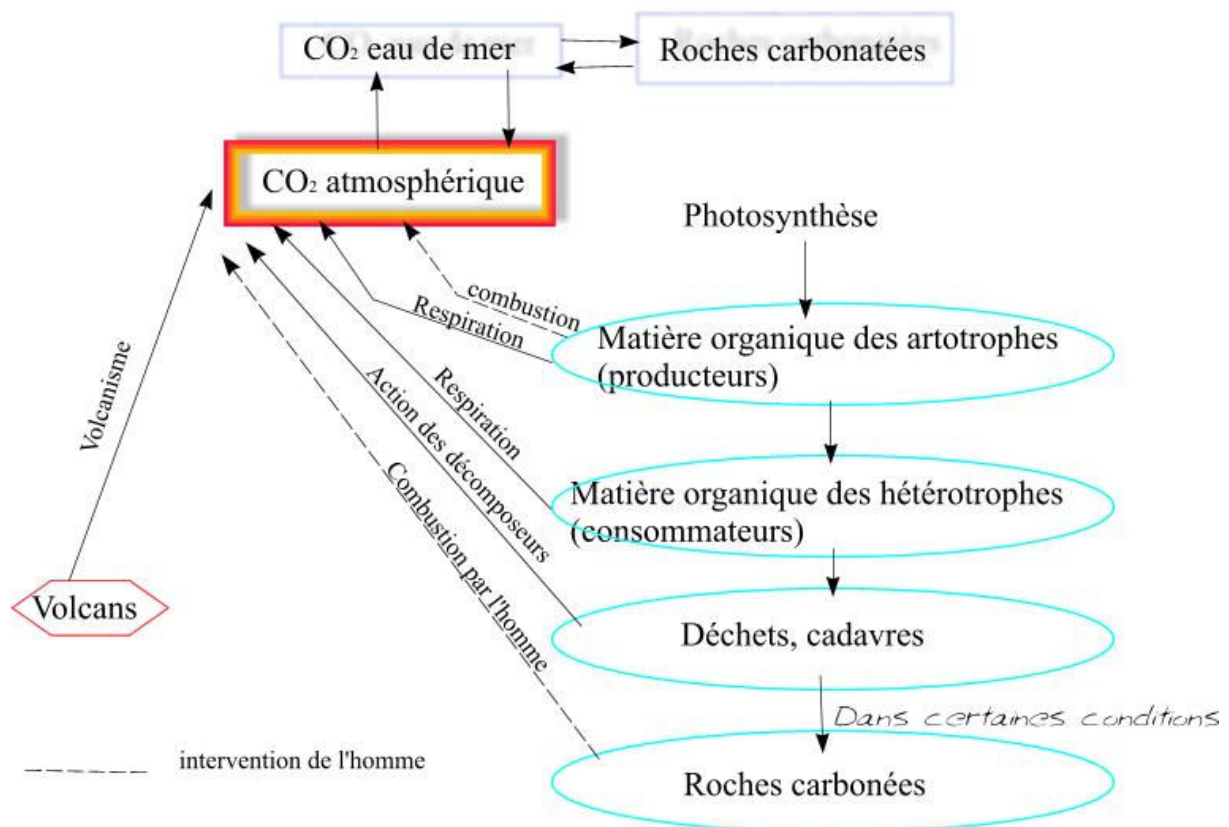 CO₂ eau de mer
Roches carbonatées
CO₂ atmosphérique
Photosynthèse
combustion
Respiration
Matière organique des artotrophes
(producteurs)
Volcanisme
Respiration
Action des décomposeurs
Combustion par l'homme
Matière organique des hétérotrophes
(consommateurs)
Volcans
Déchets, cadavres
Dans certaines conditions
intervention de l'homme
Roches carbonées